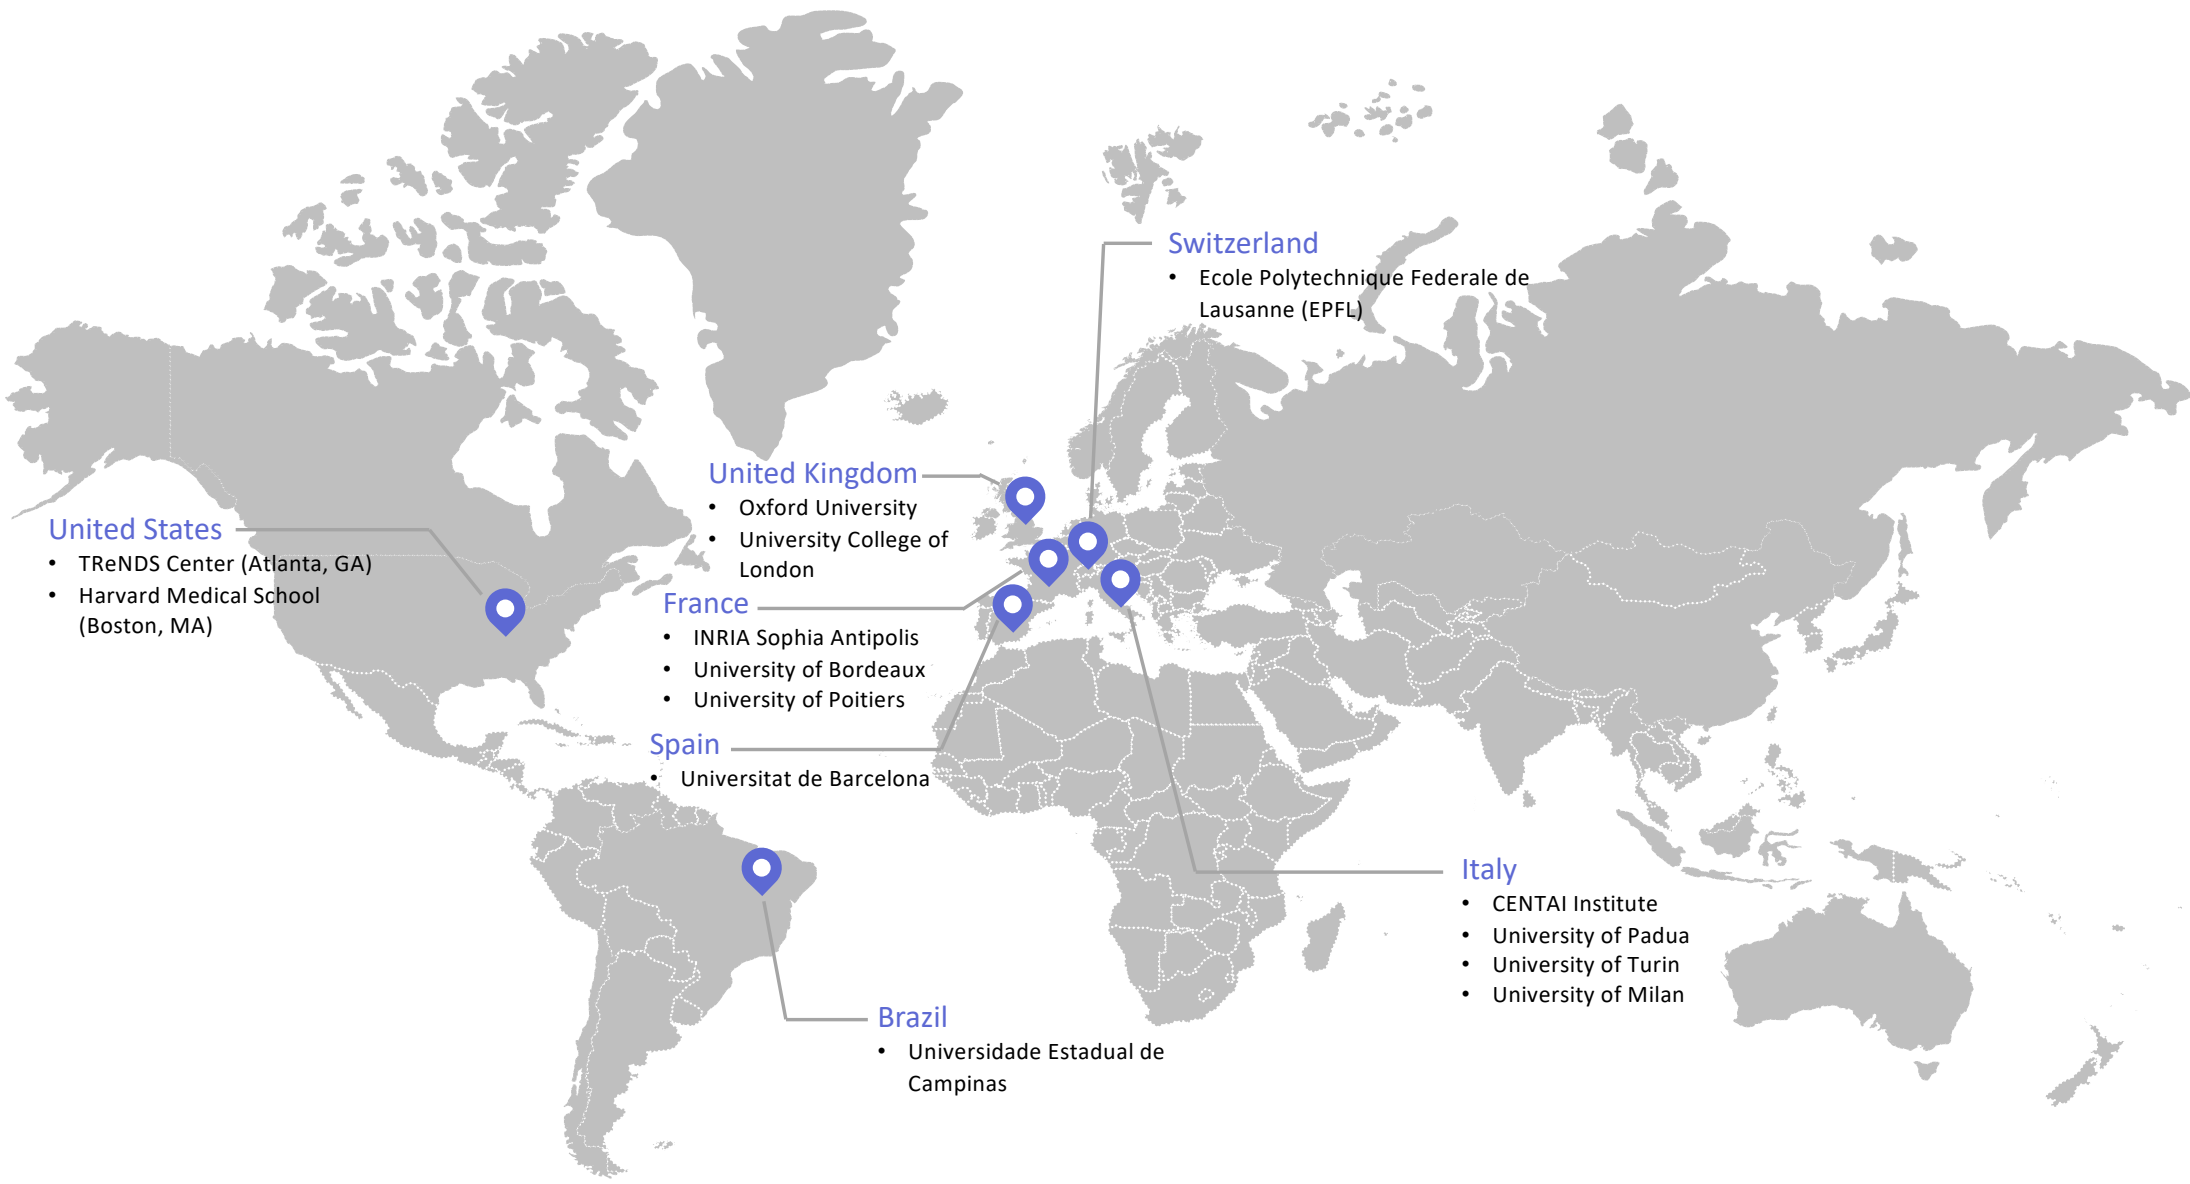 Switzerland
• Ecole Polytechnique Federale de
Lausanne (EPFL)
United Kingdom
• Oxford University
• University College of
London
United States
• TReNDS Center (Atlanta, GA)
• Harvard Medical School
(Boston, MA)
France
• INRIA Sophia Antipolis
• University of Bordeaux
• University of Poitiers
Spain
• Universitat de Barcelona
Italy
• CENTAI Institute
• University of Padua
• University of Turin
• University of Milan
Brazil
• Universidade Estadual de
Campinas